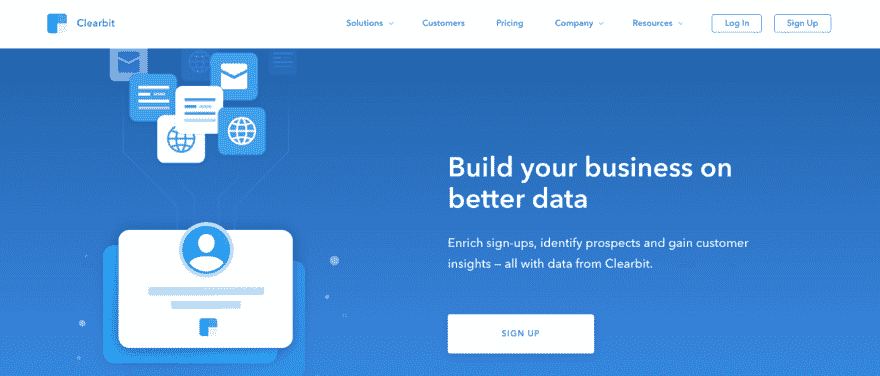 Clearbit
Solutions
Customers
Pricing
Company
Resources
Log In
Sign Up
Build your business on
better data
Enrich sign-ups, identify prospects and gain customer
insights – all with data from Clearbit.
SIGN UP